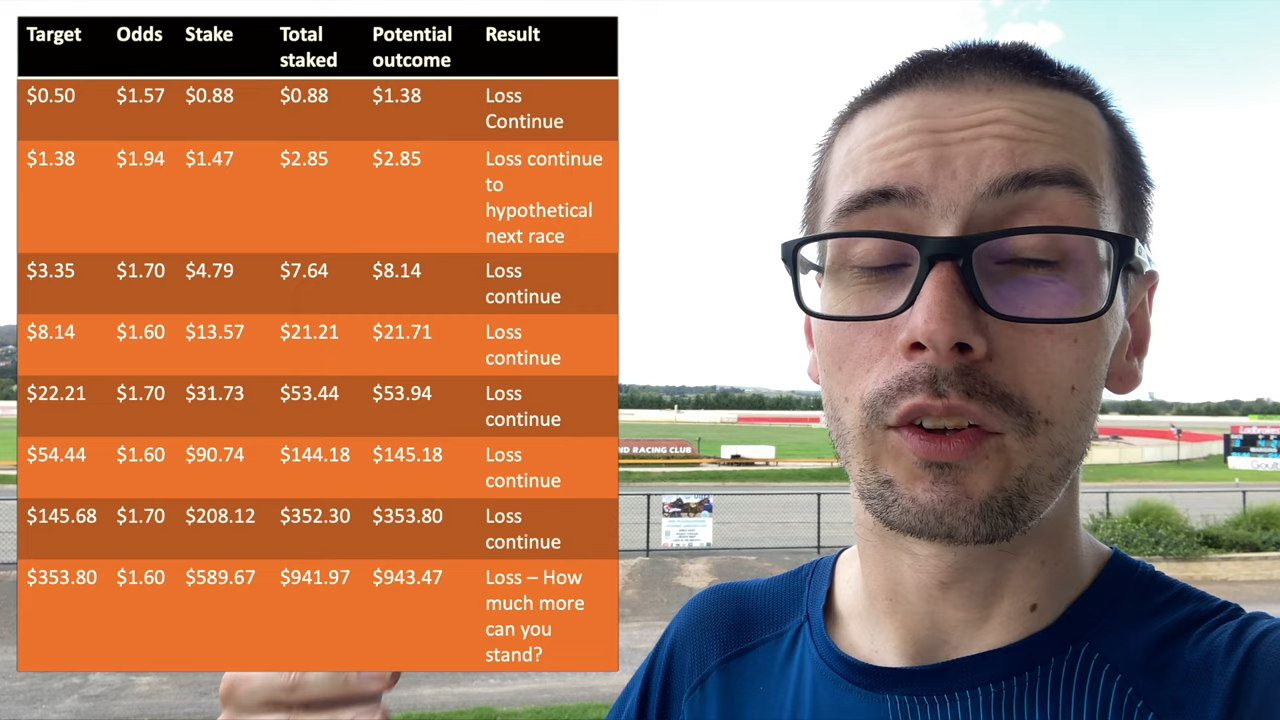 Target Odds Stake Total staked Potential outcome Result
$0.50 $1.57 $0.88 $0.88 $1.38 Loss Continue
$1.38 $1.94 $1.47 $2.85 $2.85 Loss continue to hypothetical next race
$3.35 $1.70 $4.79 $7.64 $8.14 Loss continue
$8.14 $1.60 $13.57 $21.21 $21.71 Loss continue
$22.21 $1.70 $31.73 $53.44 $53.94 Loss continue
$54.44 $1.60 $90.74 $144.18 $145.18 Loss continue
$145.68 $1.70 $208.12 $352.30 $353.80 Loss continue
$353.80 $1.60 $589.67 $941.97 $943.47 Loss – How much more can you stand?
ND RACING CLUB
Ladbrokes
Goul